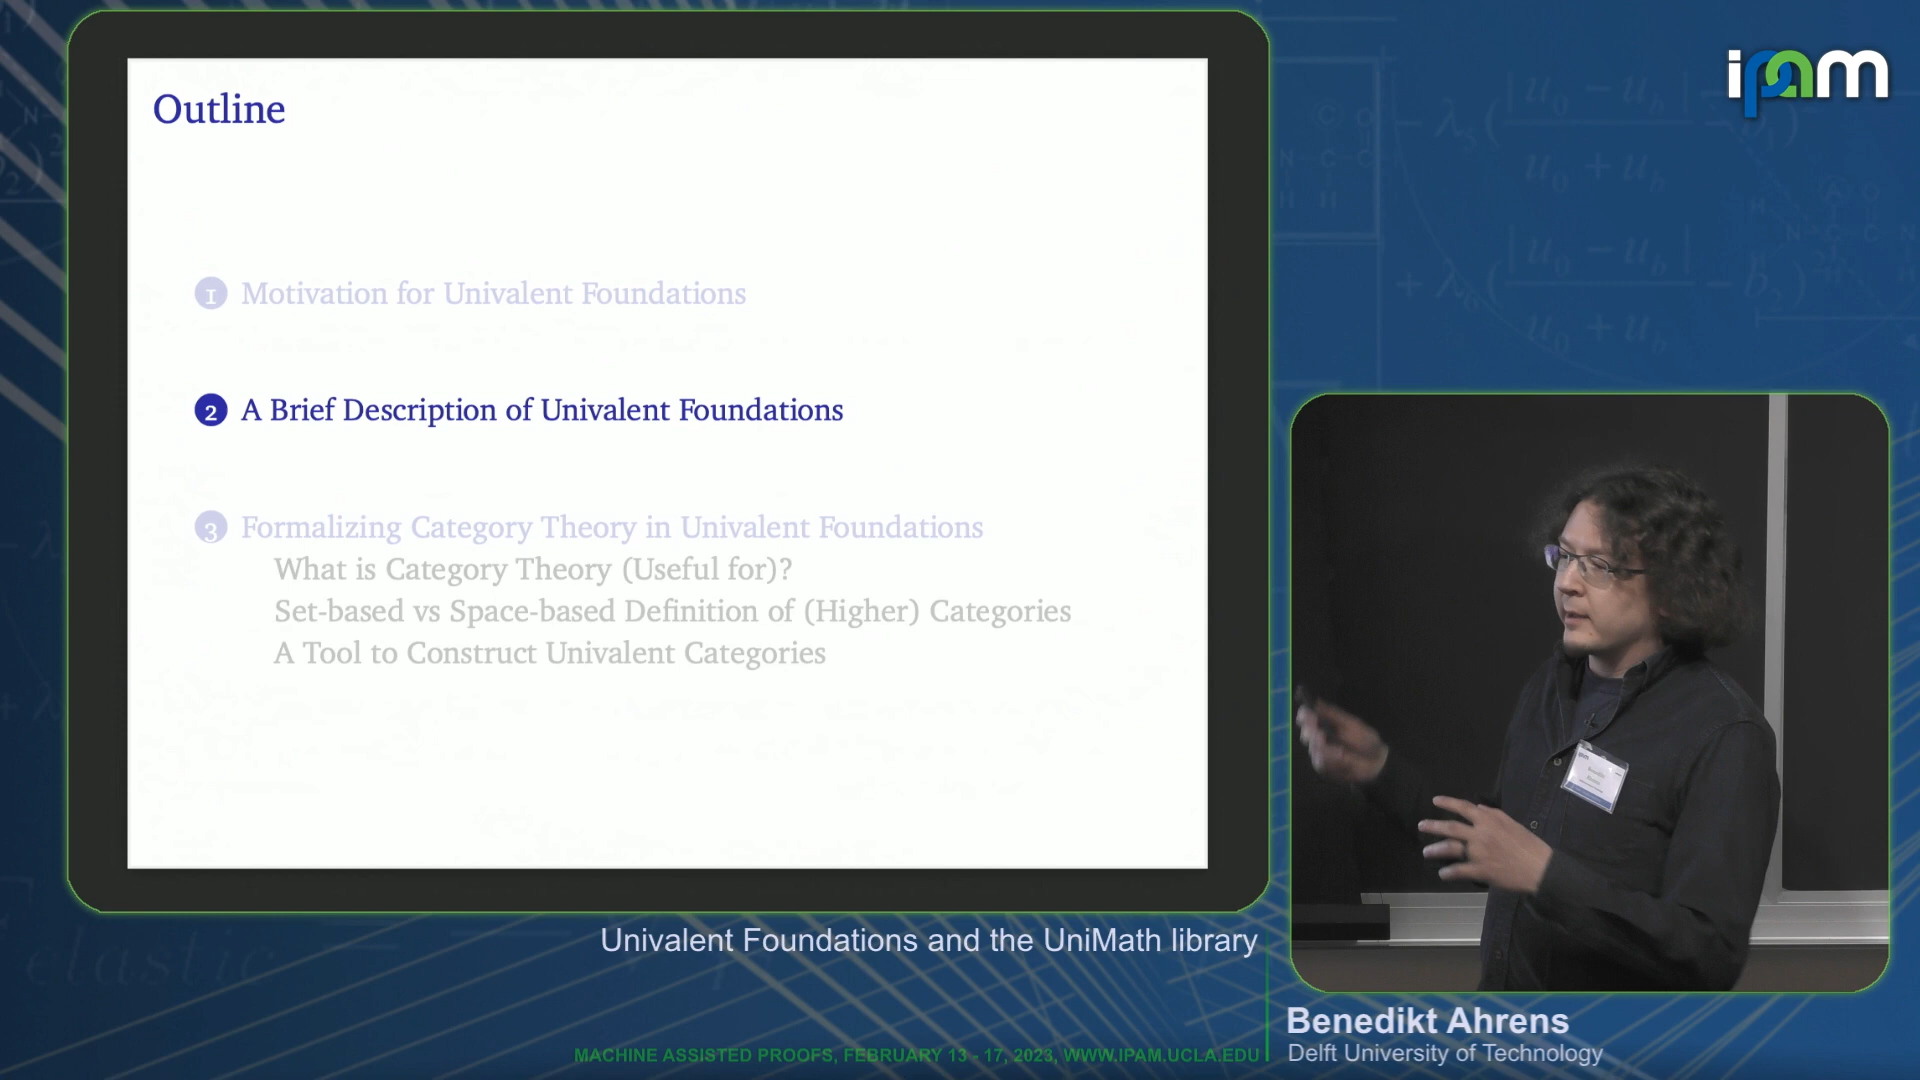 Outline
1 Motivation for Univalent Foundations
2 A Brief Description of Univalent Foundations
3 Formalizing Category Theory in Univalent Foundations
What is Category Theory (Useful for)?
Set-based vs Space-based Definition of (Higher) Categories
A Tool to Construct Univalent Categories
ipam
Univalent Foundations and the UniMath library
Benedikt Ahrens
Delft University of Technology
MACHINE ASSISTED PROOFS, FEBRUARY 13 - 17, 2023, WWW.IPAM.UCLA.EDU
elastic